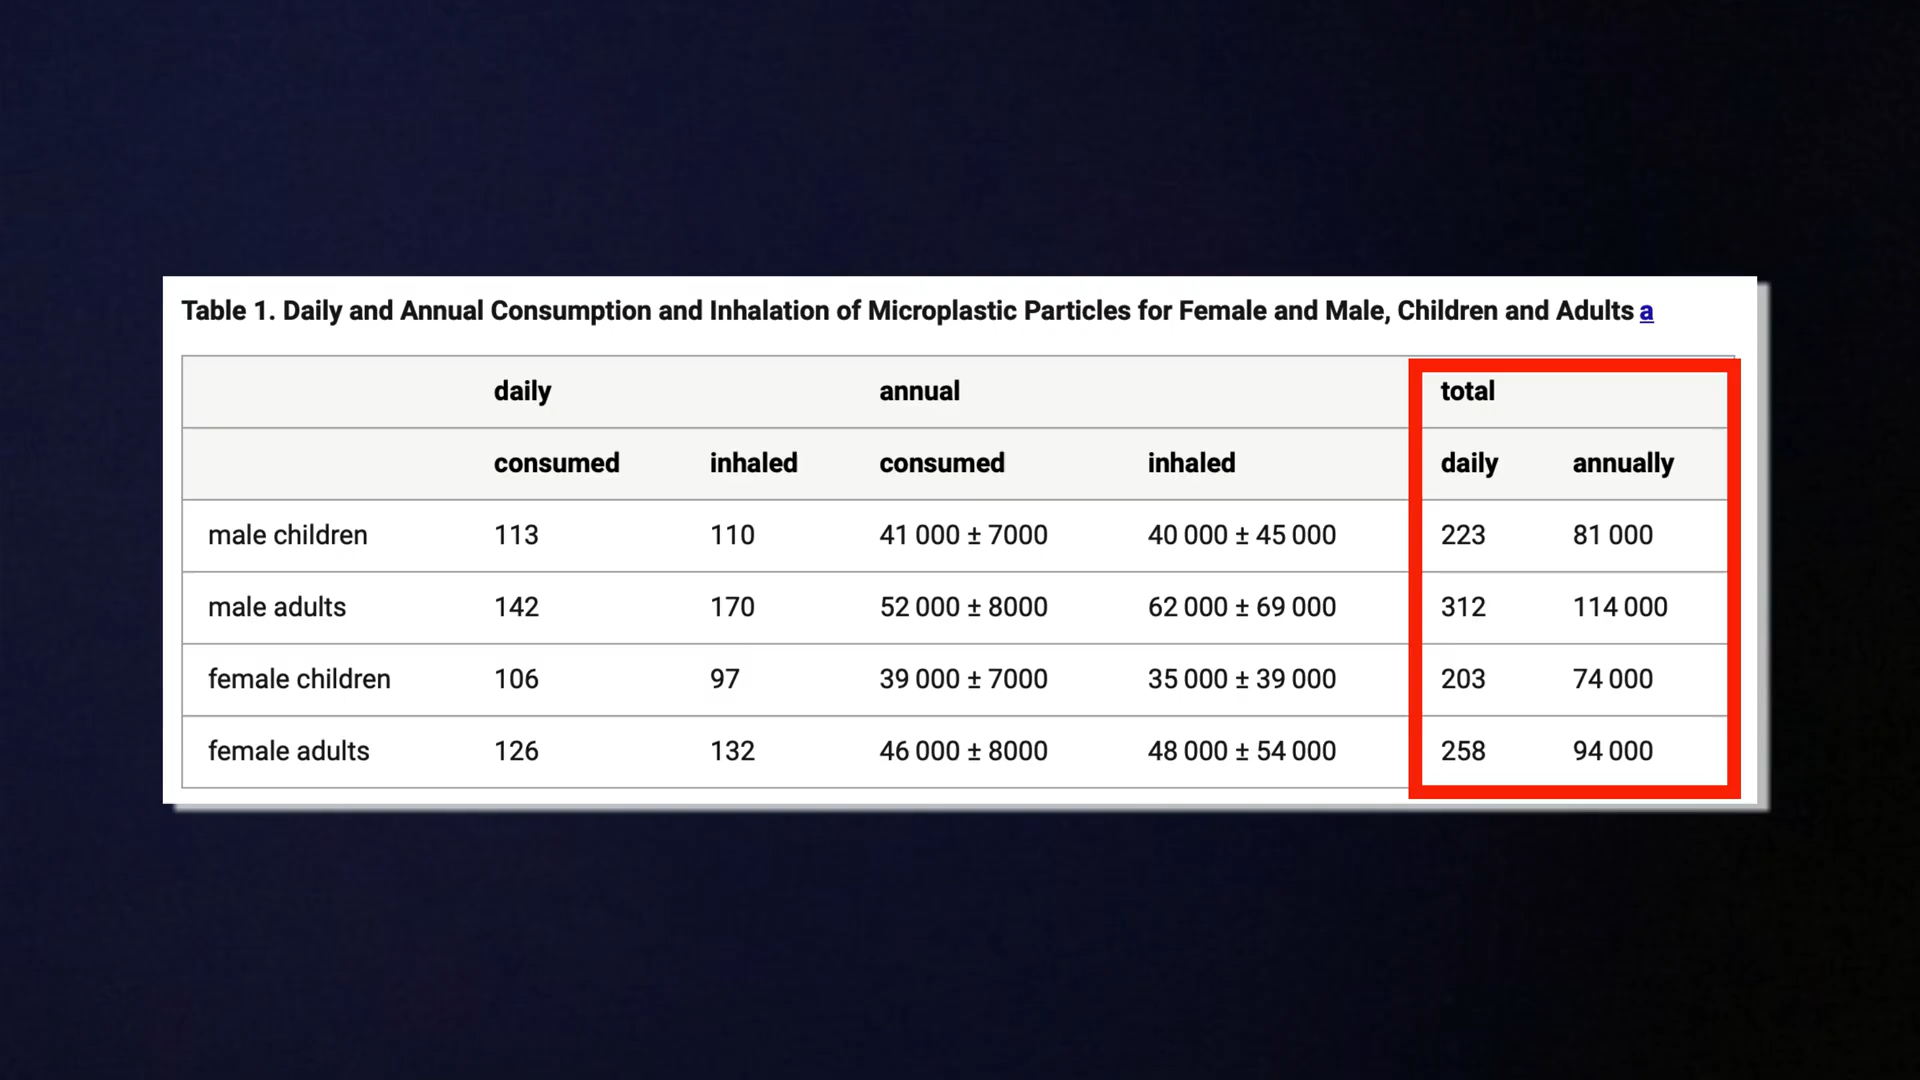 Table 1. Daily and Annual Consumption and Inhalation of Microplastic Particles for Female and Male, Children and Adults a
daily annual total
consumed inhaled consumed inhaled daily annually
male children 113 110 41 000 ± 7000 40 000 ± 45 000 223 81 000
male adults 142 170 52 000 ± 8000 62 000 ± 69 000 312 114 000
female children 106 97 39 000 ± 7000 35 000 ± 39 000 203 74 000
female adults 126 132 46 000 ± 8000 48 000 ± 54 000 258 94 000